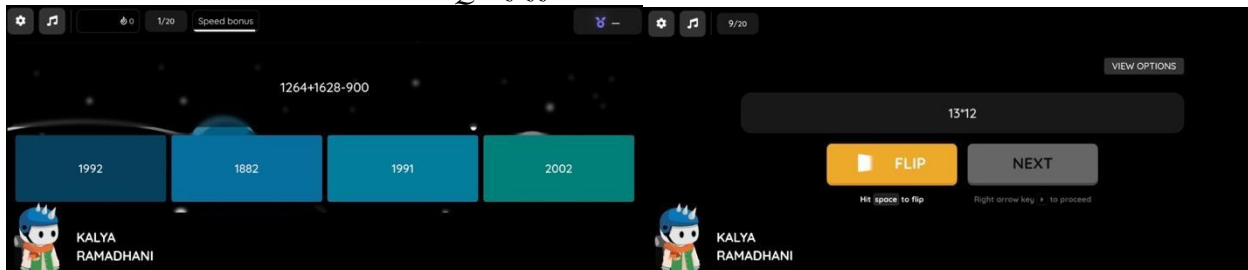 0 1/20 Speed bonus
1264+1628-900
1992 1882 1991 2002
KALYA
RAMADHANI
9/20
VIEW OPTIONS
13*12
FLIP NEXT
Hit space to flip Right arrow key to proceed
KALYA
RAMADHANI